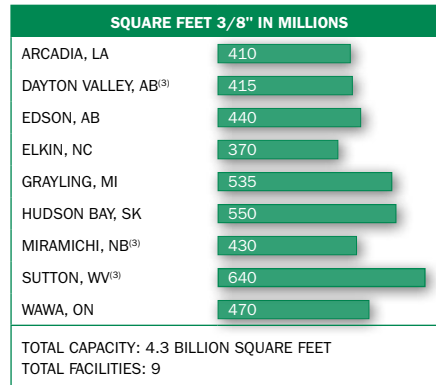 SQUARE FEET 3/8" IN MILLIONS
ARCADIA, LA 410
DAYTON VALLEY, AB(3) 415
EDSON, AB 440
ELKIN, NC 370
GRAYLING, MI 535
HUDSON BAY, SK 550
MIRAMICHI, NB(3) 430
SUTTON, WV(3) 640
WAWA, ON 470
TOTAL CAPACITY: 4.3 BILLION SQUARE FEET
TOTAL FACILITIES: 9